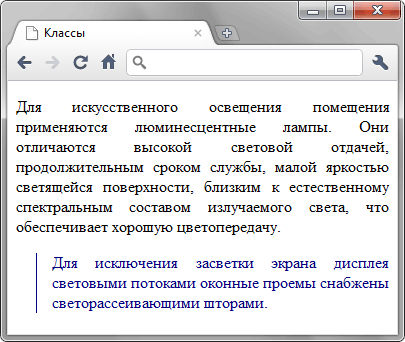 Классы
Для искусственного освещения помещения
применяются люминесцентные лампы. Они
отличаются высокой световой отдачей,
продолжительным сроком службы, малой яркостью
светящейся поверхности, близким к естественному
спектральным составом излучаемого света, что
обеспечивает хорошую цветопередачу.
Для исключения засветки экрана дисплея
световыми потоками оконные проемы снабжены
светорассеивающими шторами.